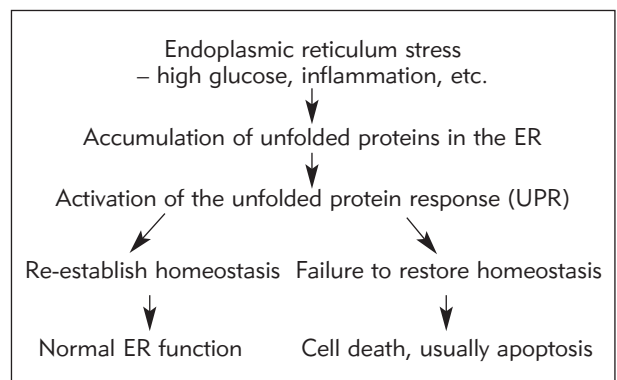 Endoplasmic reticulum stress
– high glucose, inflammation, etc.
Accumulation of unfolded proteins in the ER
Activation of the unfolded protein response (UPR)
Re-establish homeostasis
Failure to restore homeostasis
Normal ER function
Cell death, usually apoptosis